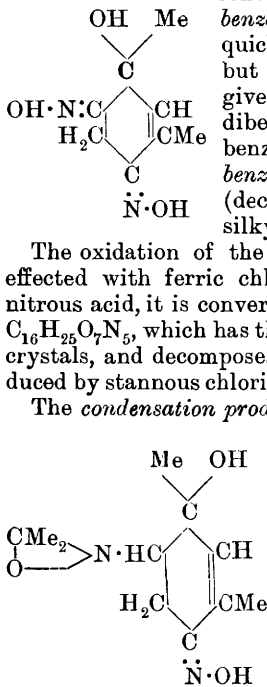 OH Me
C
OH·N:C CH
H₂C CMe
C
N·OH
benz
quick
but
give
dibe
benz
benz
(dec
silky
The oxidation of the
effected with ferric chl
nitrous acid, it is conver
C₁₆H₂₅O₇N₅, which has th
crystals, and decompose
duced by stannous chlori
The condensation prod
Me OH
C
CMe₂ N·HC CH
O
H₂C CMe
C
N·OH